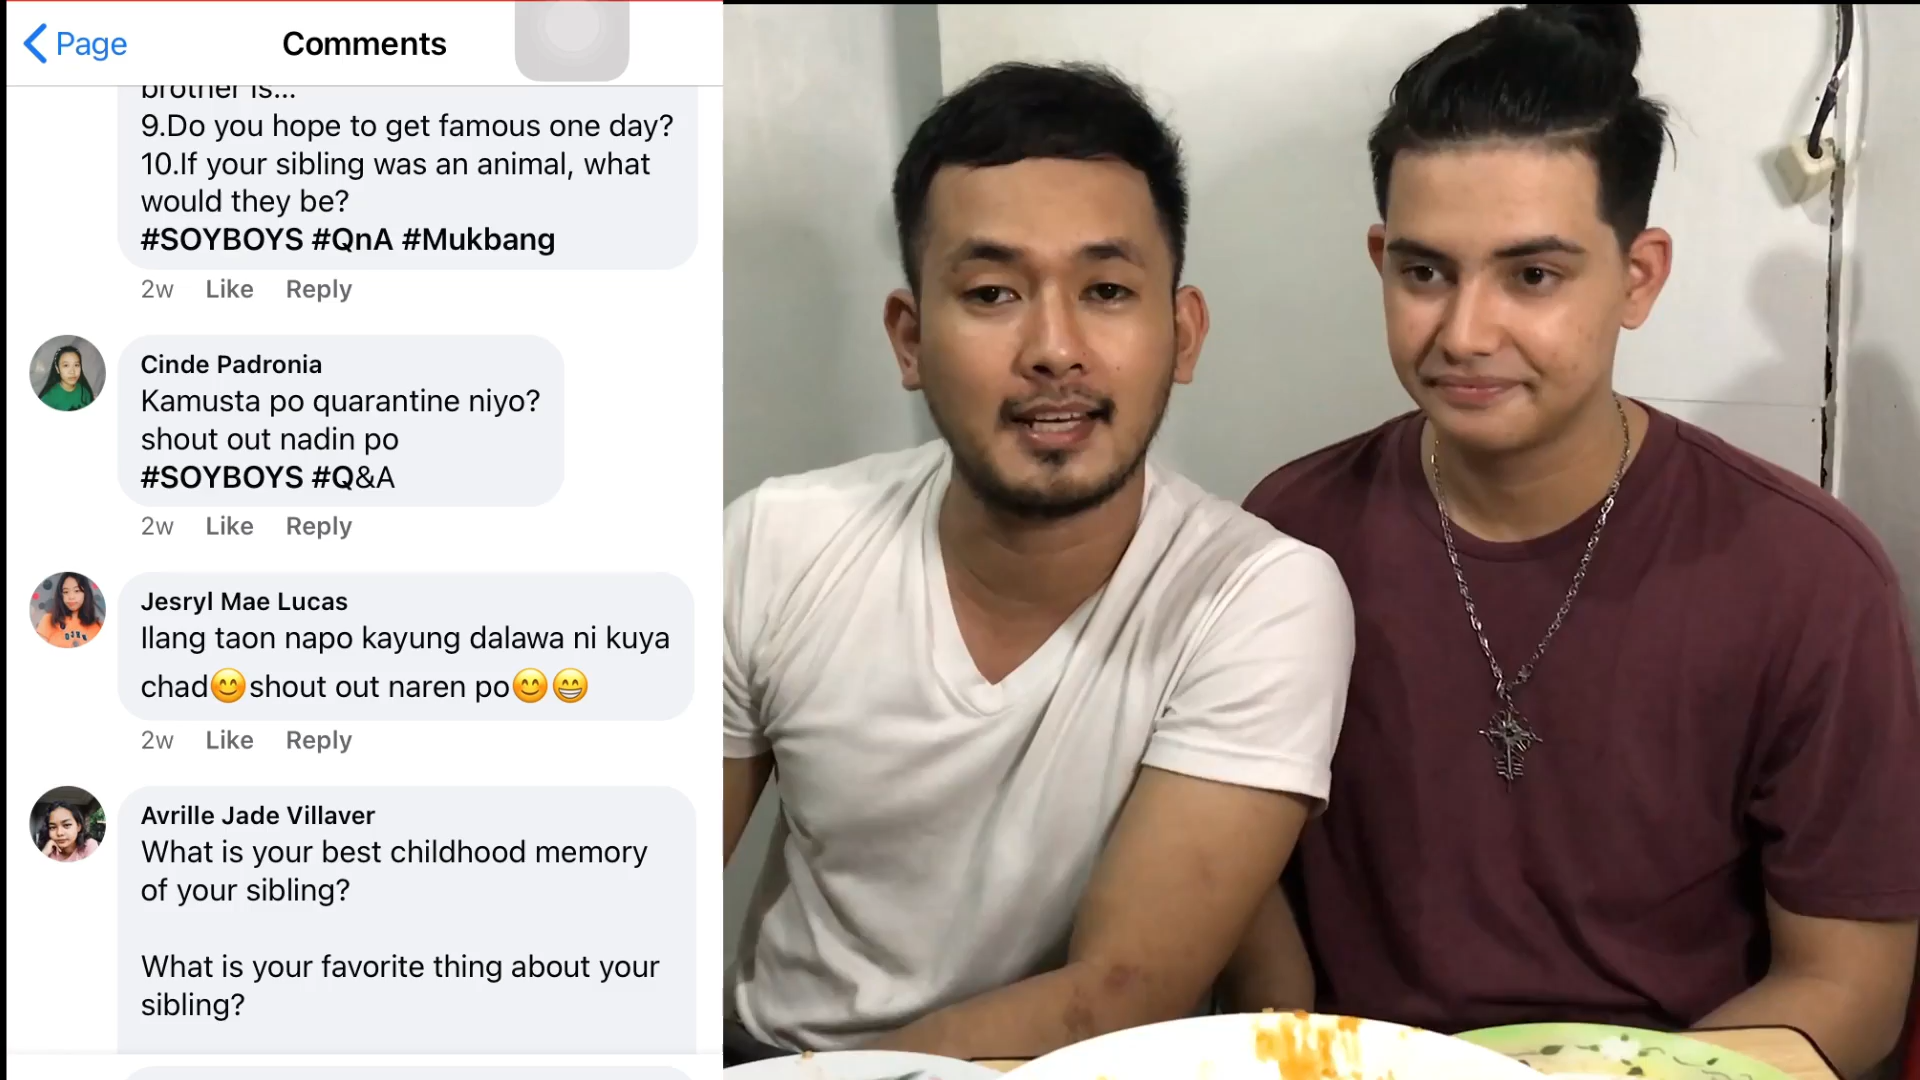 Page
Comments
brother is...
9.Do you hope to get famous one day?
10.If your sibling was an animal, what
would they be?
#SOYBOYS #QnA #Mukbang
2w Like Reply
Cinde Padronia
Kamusta po quarantine niyo?
shout out nadin po
#SOYBOYS #Q&A
2w Like Reply
Jesryl Mae Lucas
Ilang taon napo kayung dalawa ni kuya
chad😊shout out naren po😊😁
2w Like Reply
Avrille Jade Villaver
What is your best childhood memory
of your sibling?
What is your favorite thing about your
sibling?